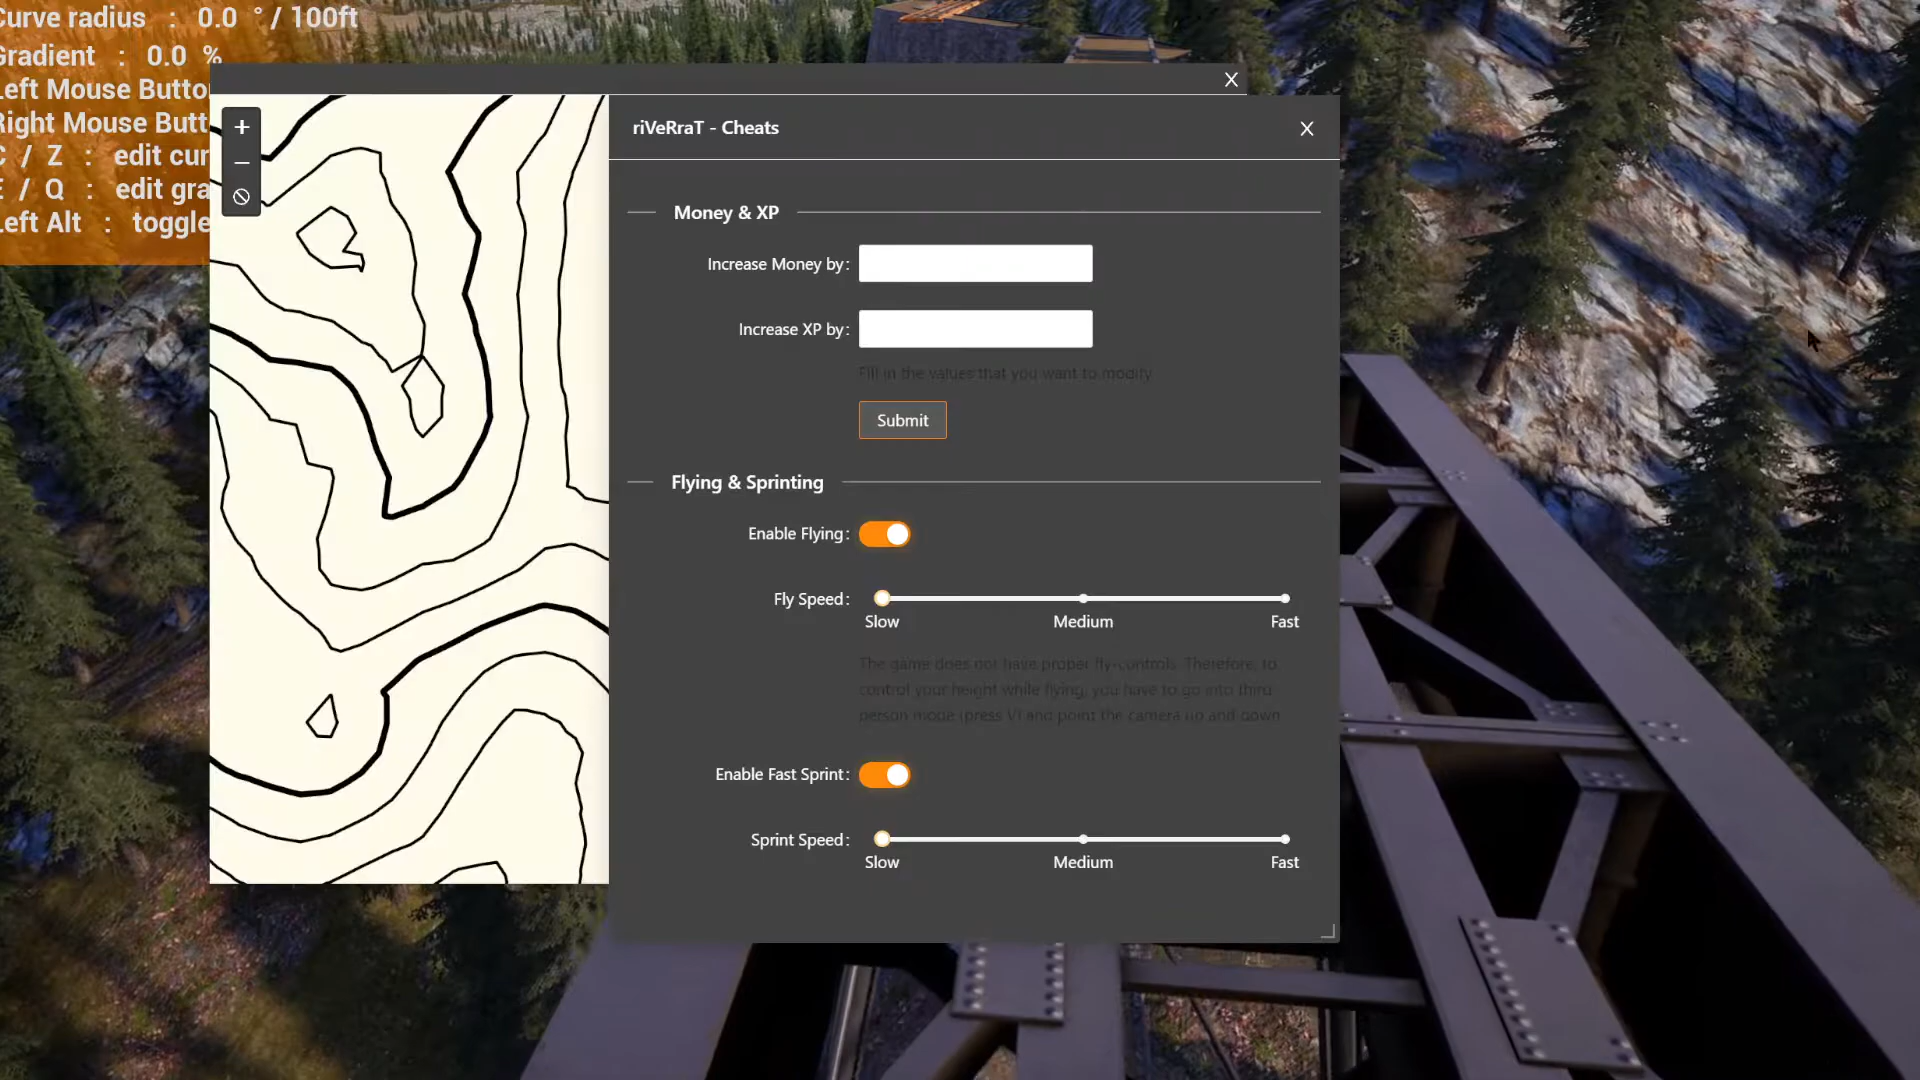 Curve radius : 0.0 ° / 100ft
Gradient : 0.0 %
Left Mouse Butto
Right Mouse Butt
C / Z : edit cur
E / Q : edit gra
Left Alt : toggle
X
+
−
riVeRraT - Cheats
X
Money & XP
Increase Money by:
Increase XP by:
Fill in the values that you want to modify
Submit
Flying & Sprinting
Enable Flying:
Fly Speed:
Slow Medium Fast
The game does not have proper fly-controls. Therefore, to
control your height while flying, you have to go into third
person mode (press V) and point the camera up and down
Enable Fast Sprint:
Sprint Speed:
Slow Medium Fast